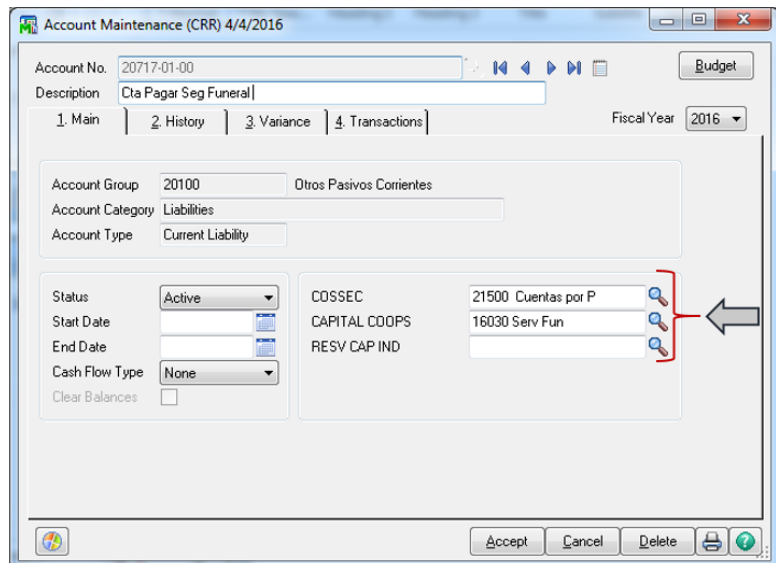 Account Maintenance (CRR) 4/4/2016
Account No. 20717-01-00 Budget
Description Cta Pagar Seg Funeral
1. Main 2. History 3. Variance 4. Transactions Fiscal Year 2016
Account Group 20100 Otros Pasivos Corrientes
Account Category Liabilities
Account Type Current Liability
Status Active COSSEC 21500 Cuentas por P
Start Date CAPITAL COOPS 16030 Serv Fun
End Date RESV CAP IND
Cash Flow Type None
Clear Balances
Accept Cancel Delete